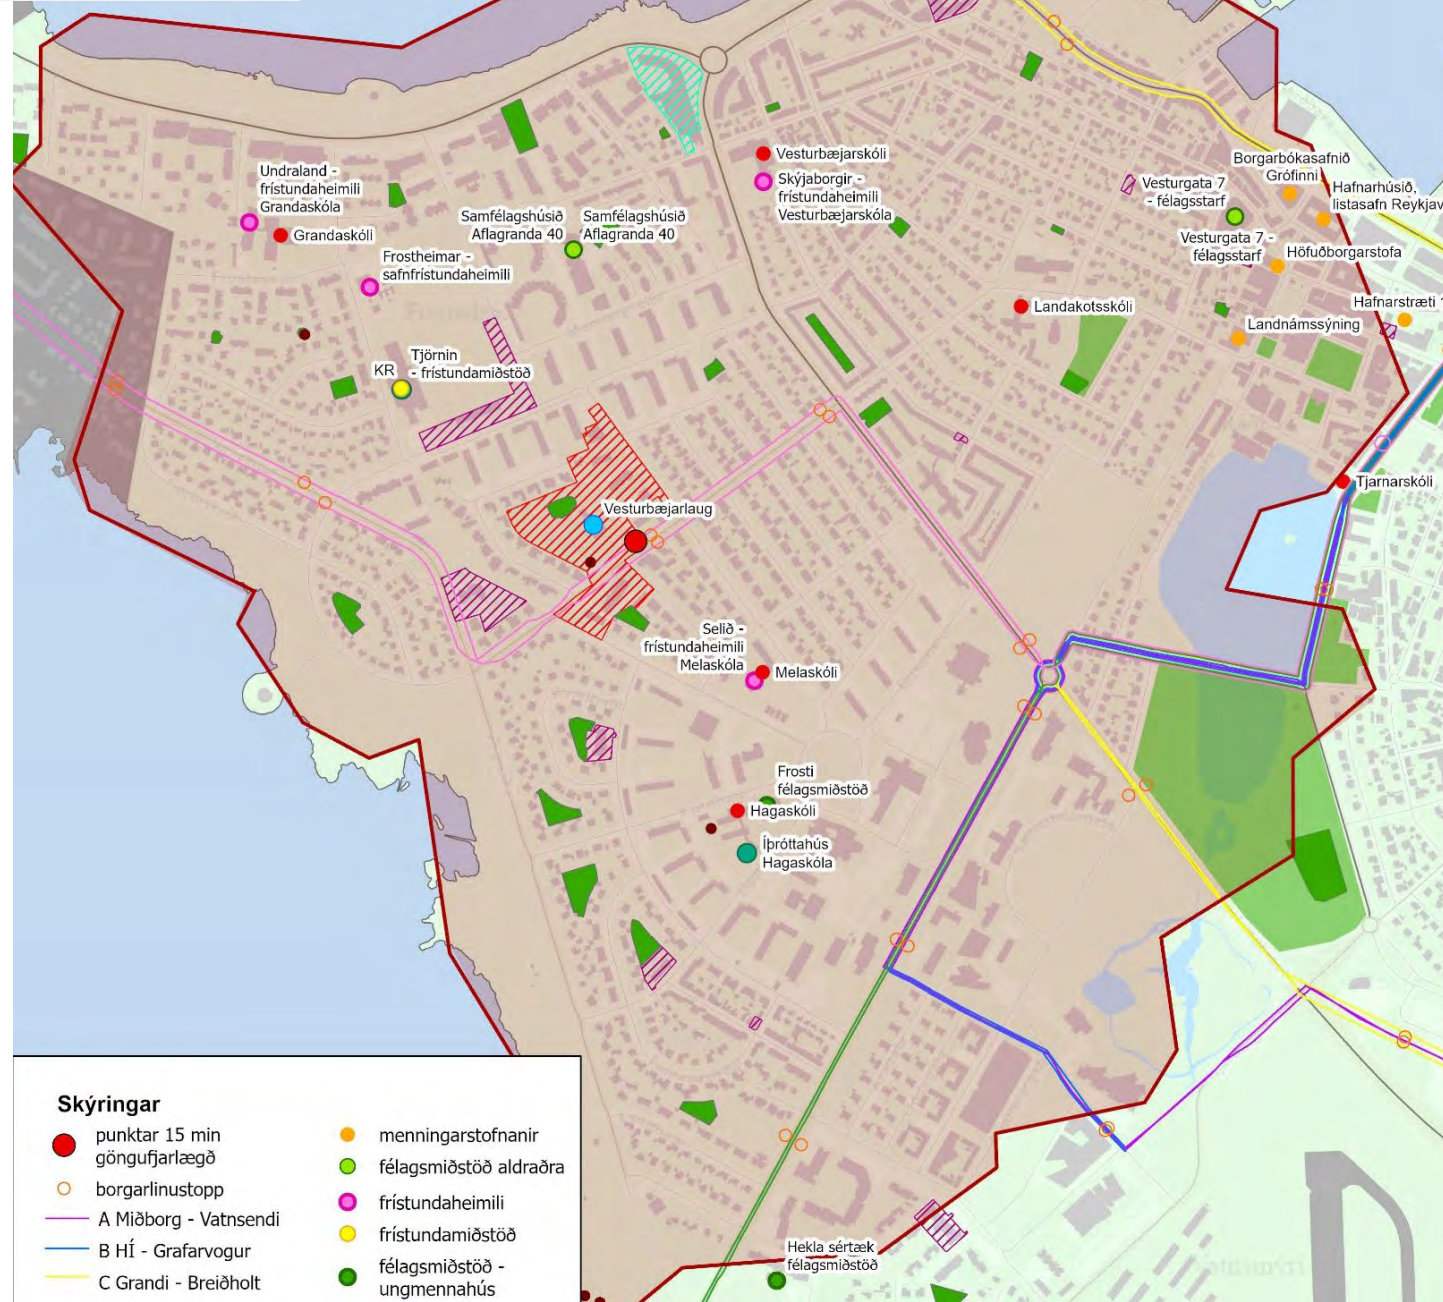 Vesturbæjarskóli
Skýjaborgir -
frístundaheimili
Vesturbæjarskóla
Borgarbókasafnið
Grófinni
Hafnarhúsið,
listasafn Reykjav
Vesturgata 7
- félagsstarf
Vesturgata 7 -
félagsstarf
Höfuðborgarstofa
Hafnarstræti 1
Landnámssýning
Landakotsskóli
Undraland -
frístundaheimili
Grandaskóla
Grandaskóli
Samfélagshúsið
Aflagranda 40
Samfélagshúsið
Aflagranda 40
Frostheimar -
safnfrístundaheimili
KR
Tjörnin
- frístundamiðstöð
Tjarnarskóli
Vesturbæjarlaug
Selið -
frístundaheimili
Melaskóla
Melaskóli
Frosti
félagsmiðstöð
Hagaskóli
Íþróttahús
Hagaskóla
Hekla sértæk
félagsmiðstöð
Skýringar
punktar 15 min
göngufjarlægð
borgarlinustopp
A Miðborg - Vatnsendi
B HÍ - Grafarvogur
C Grandi - Breiðholt
menningarstofnanir
félagsmiðstöð aldraðra
frístundaheimili
frístundamiðstöð
félagsmiðstöð -
ungmennahús